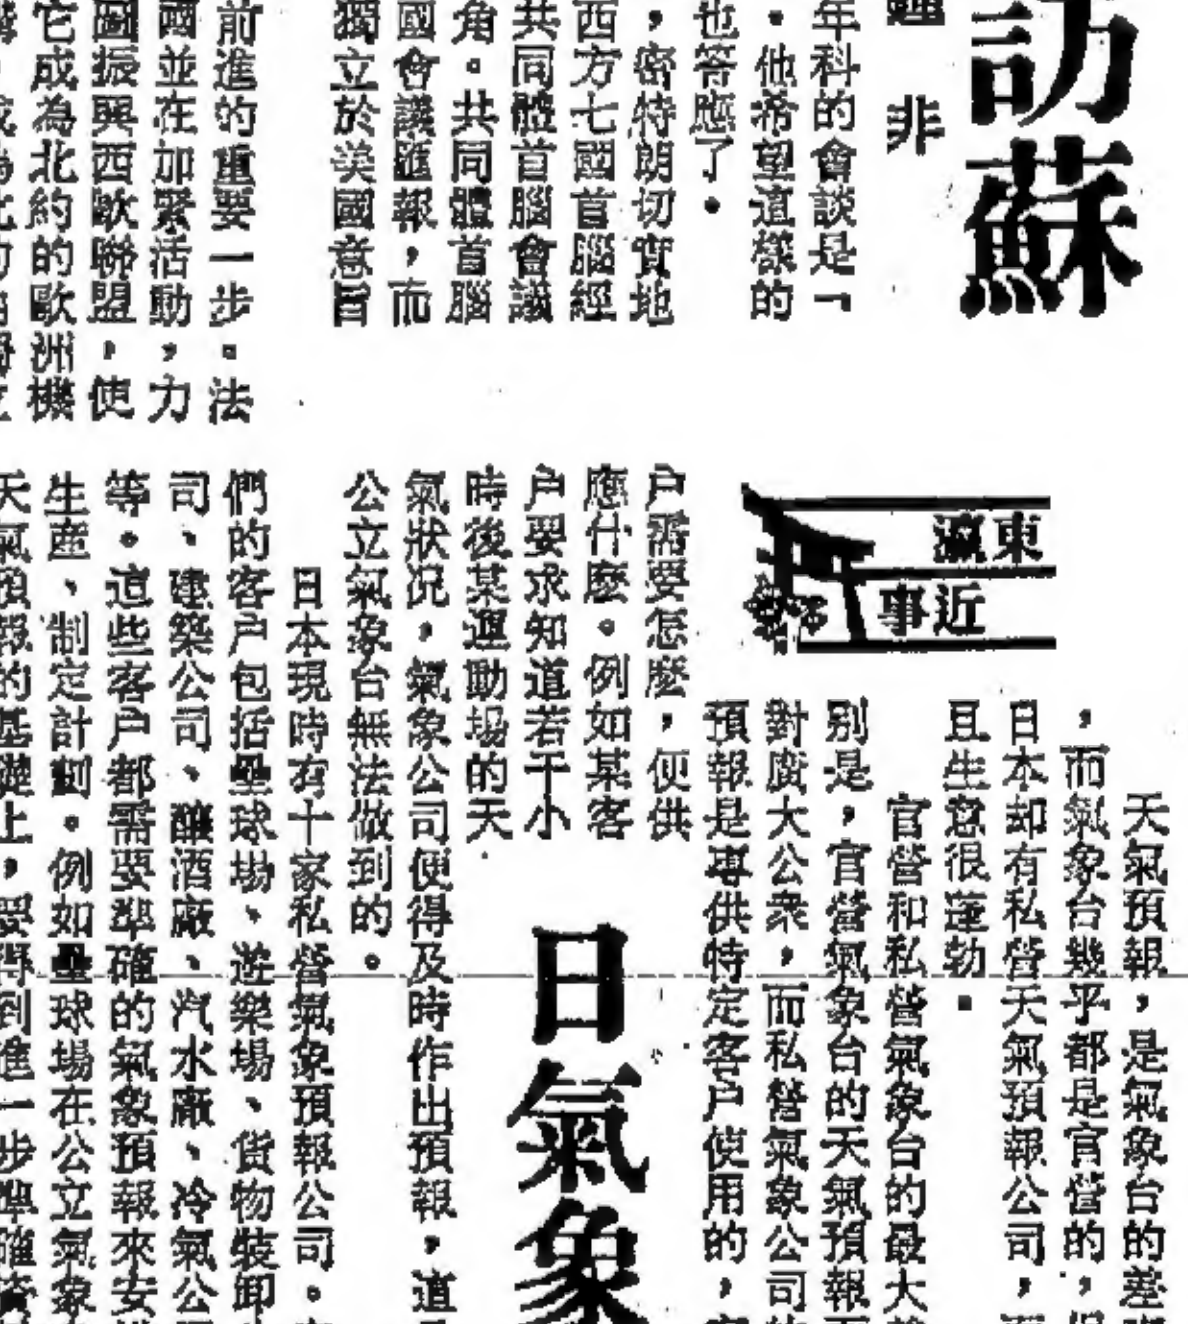 訪蘇
非
年科的會談是「
。他希望這樣的
也答應了。
，密特朗切實地
西方七國首腦經
共同體首腦會議
角。共同體首腦
國會議匯報，而
獨立於美國意旨
前進的重要一步。法
國並在加緊活動，力
圖振興西歐聯盟，使
它成為北約的歐洲機
東瀛
近事
日氣象
天氣預報，是氣象台的差
，而氣象台幾乎都是官營的，但
日本却有私營天氣預報公司，而
且生意很蓬勃。
官營和私營氣象台的最大
別是，官營氣象台的天氣預報
對廣大公衆，而私營氣象公司的
預報是專供特定客户使用的，客
户需要怎麼，便供
應什麼。例如某客
户要求知道若干小
時後某運動場的天
氣狀況，氣象公司便得及時作出預報，這
公立氣象台無法做到的。
日本現時有十家私營氣象預報公司。
們的客户包括壘球場、遊樂場、貨物裝卸
司、建築公司、釀酒廠、汽水廠、冷氣公
等。這些客户都需要準確的氣象預報來安
生産、制定計劃。例如壘球場在公立氣象
天氣預報的基礎上，要得到進一步準確